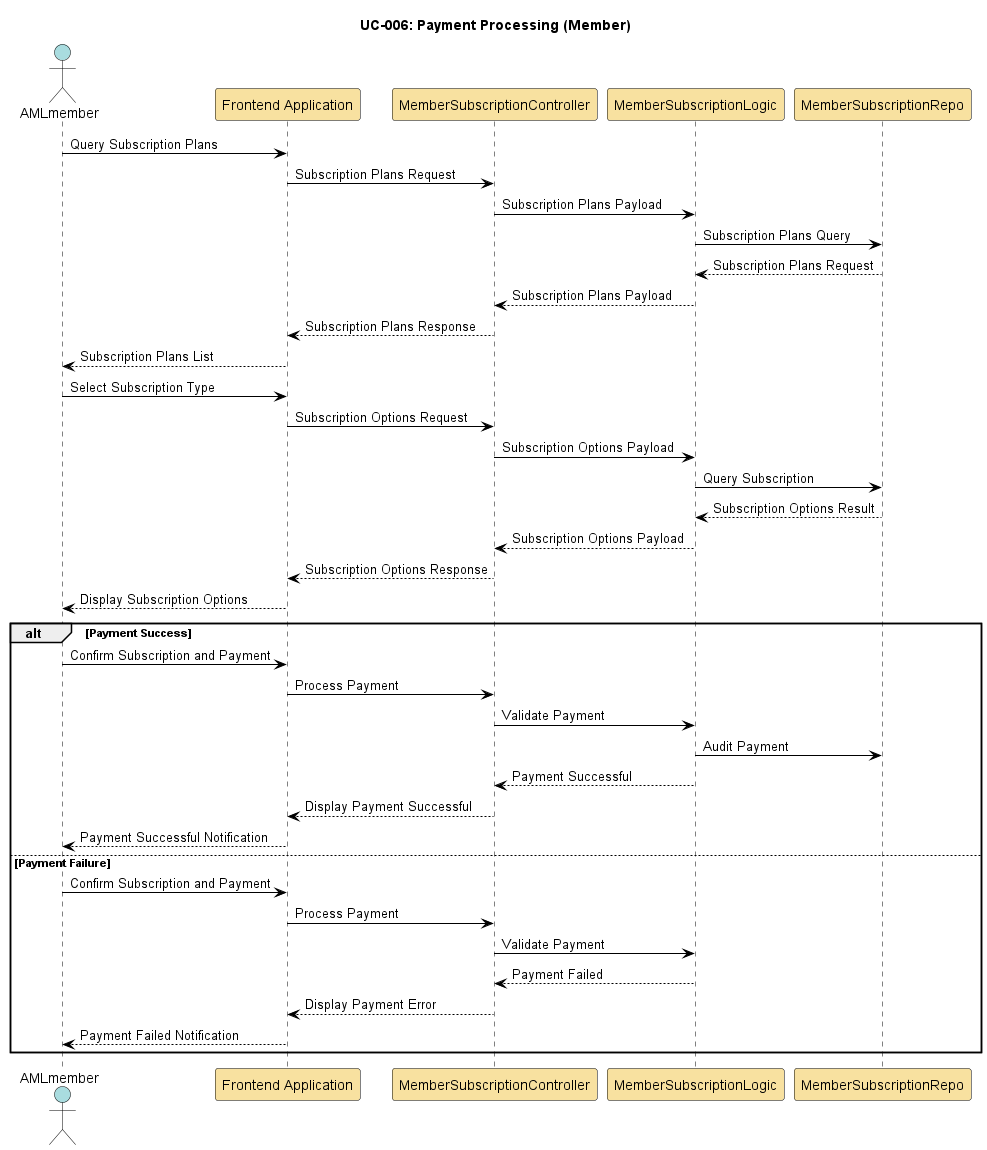 UC-006: Payment Processing (Member)
AMLmember
Frontend Application
MemberSubscriptionController
MemberSubscriptionLogic
MemberSubscriptionRepo
Query Subscription Plans
Subscription Plans Request
Subscription Plans Payload
Subscription Plans Query
Subscription Plans Request
Subscription Plans Payload
Subscription Plans Response
Subscription Plans List
Select Subscription Type
Subscription Options Request
Subscription Options Payload
Query Subscription
Subscription Options Result
Subscription Options Payload
Subscription Options Response
Display Subscription Options
alt [Payment Success]
Confirm Subscription and Payment
Process Payment
Validate Payment
Audit Payment
Payment Successful
Display Payment Successful
Payment Successful Notification
[Payment Failure]
Confirm Subscription and Payment
Process Payment
Validate Payment
Payment Failed
Display Payment Error
Payment Failed Notification
AMLmember
Frontend Application
MemberSubscriptionController
MemberSubscriptionLogic
MemberSubscriptionRepo